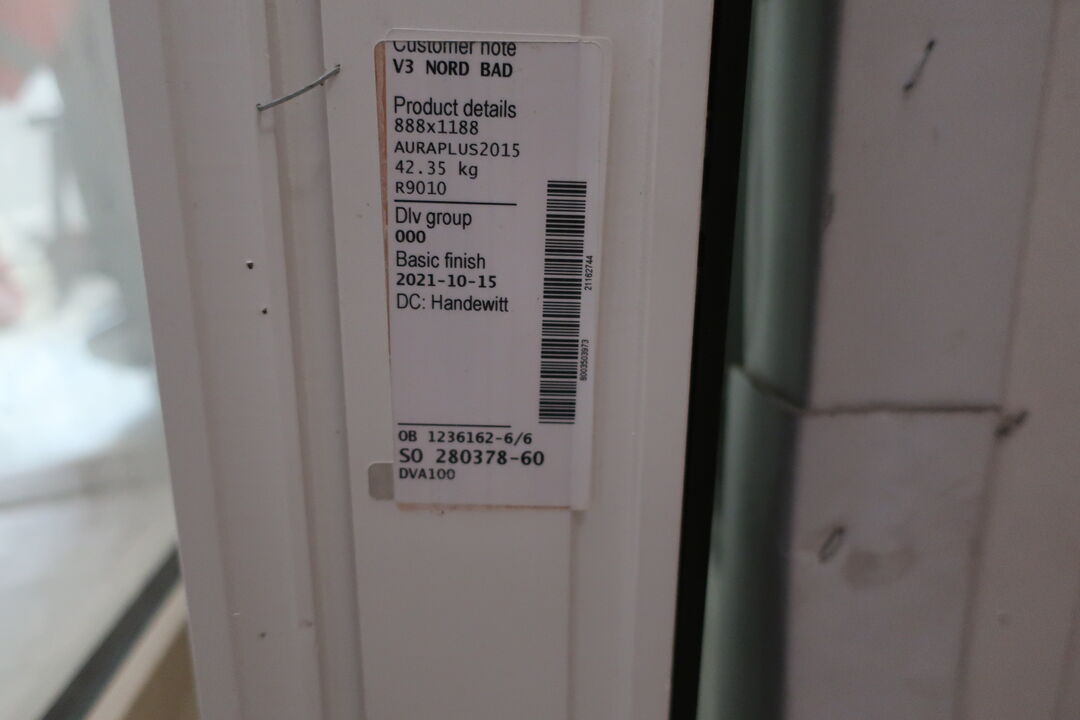 Customer note
V3 NORD BAD
Product details
888x1188
AURAPLUS2015
42.35 kg
R9010
Dlv group
000
Basic finish
2021-10-15
DC: Handewitt
21162744
8003503973
OB 1236162-6/6
SO 280378-60
DVA100